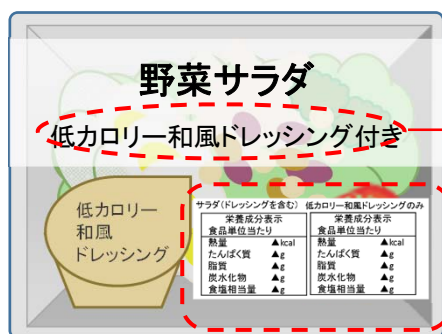 野菜サラダ
低カロリー和風ドレッシング付き
低カロリー
和風
ドレッシング
サラダ(ドレッシングを含む)
栄養成分表示
食品単位当たり
熱量 ▲kcal
たんぱく質 ▲g
脂質 ▲g
炭水化物 ▲g
食塩相当量 ▲g
低カロリー和風ドレッシングのみ
栄養成分表示
食品単位当たり
熱量 ▲kcal
たんぱく質 ▲g
脂質 ▲g
炭水化物 ▲g
食塩相当量 ▲g